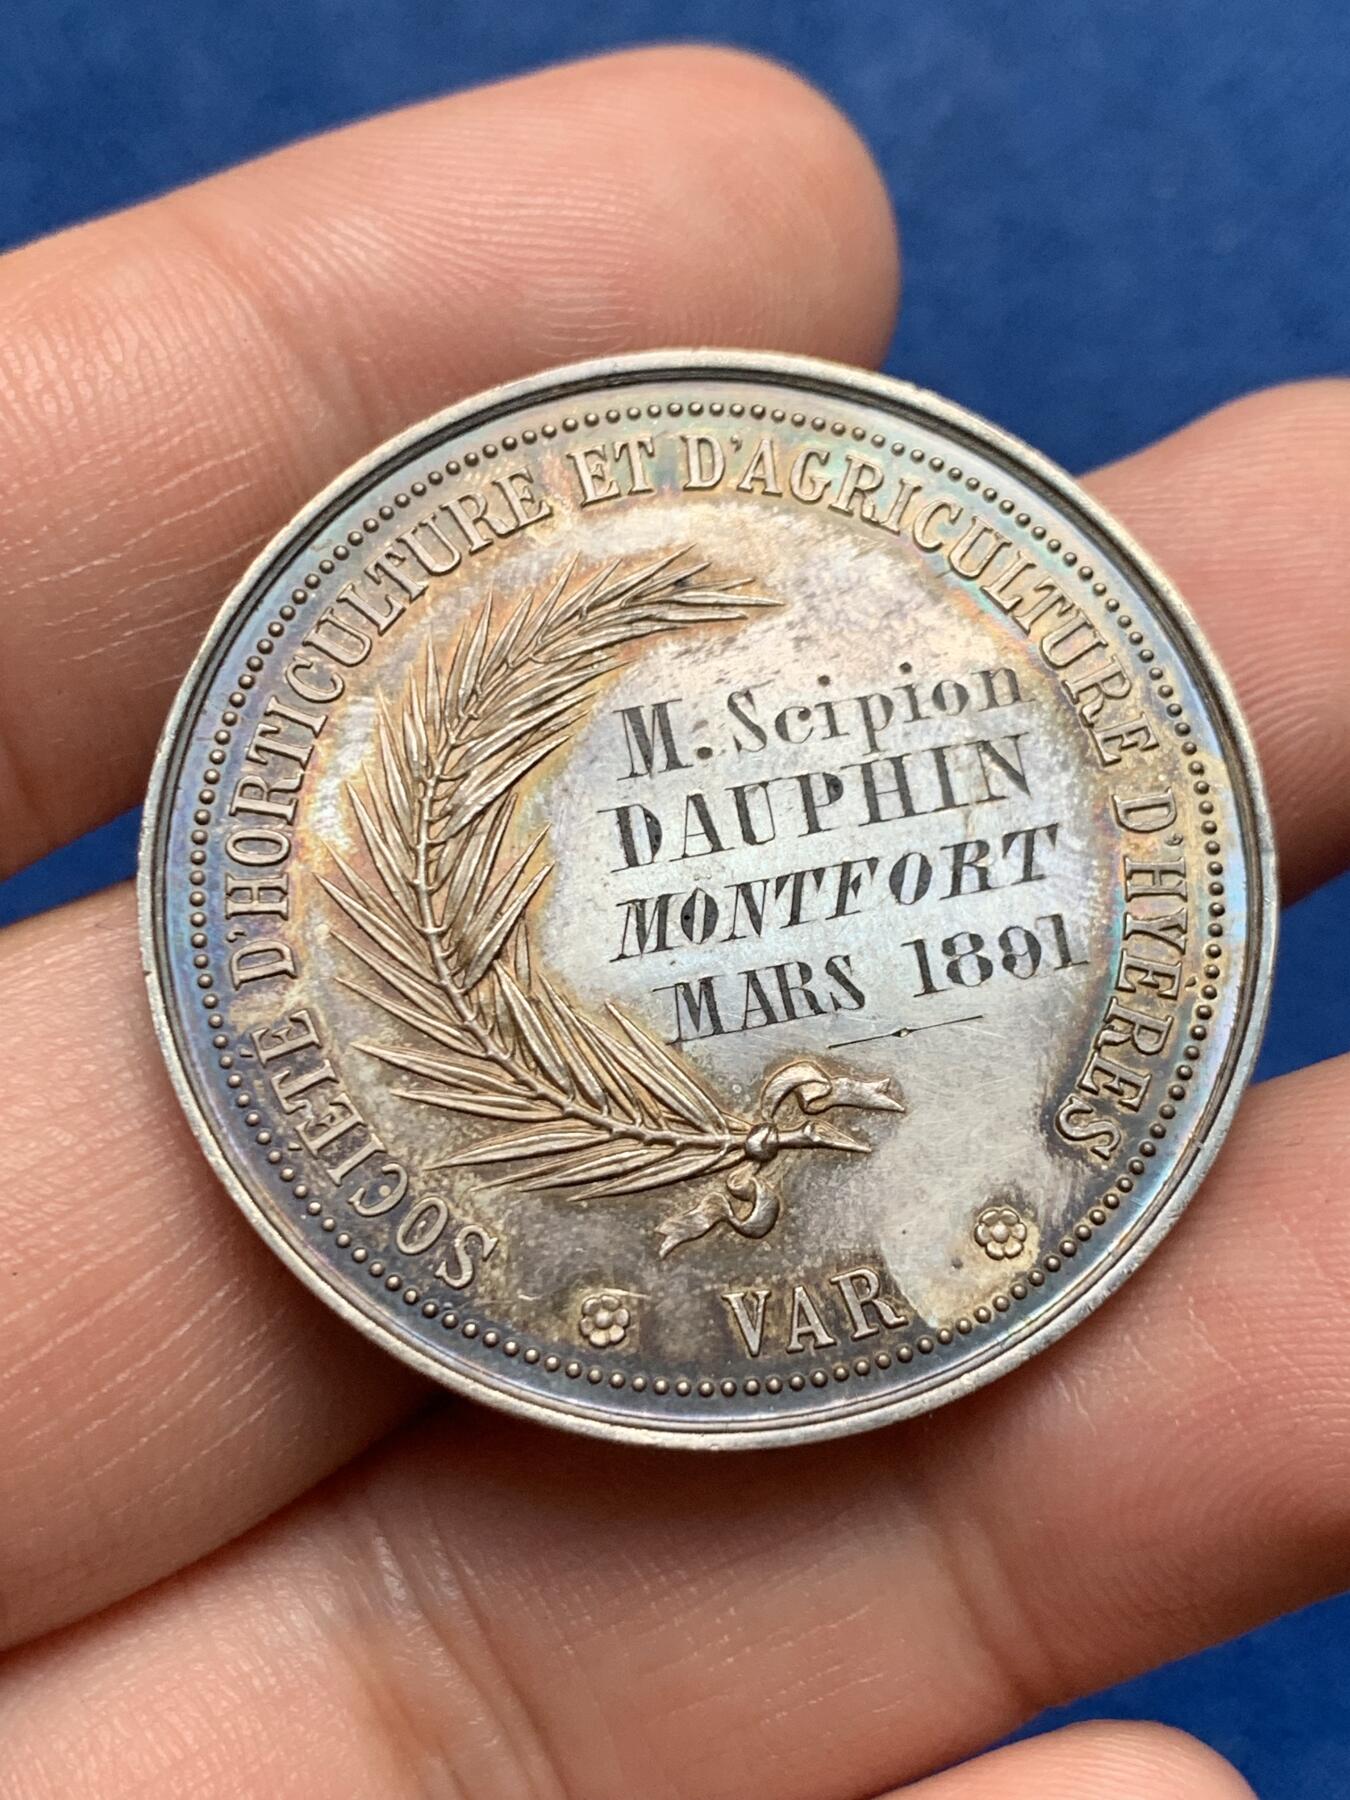 SOCIÉTÉ D'HORTICULTURE ET D'AGRICULTURE D'HYÈRES
M. Scipion
DAUPHIN
MONTFORT
MARS 1891
VAR